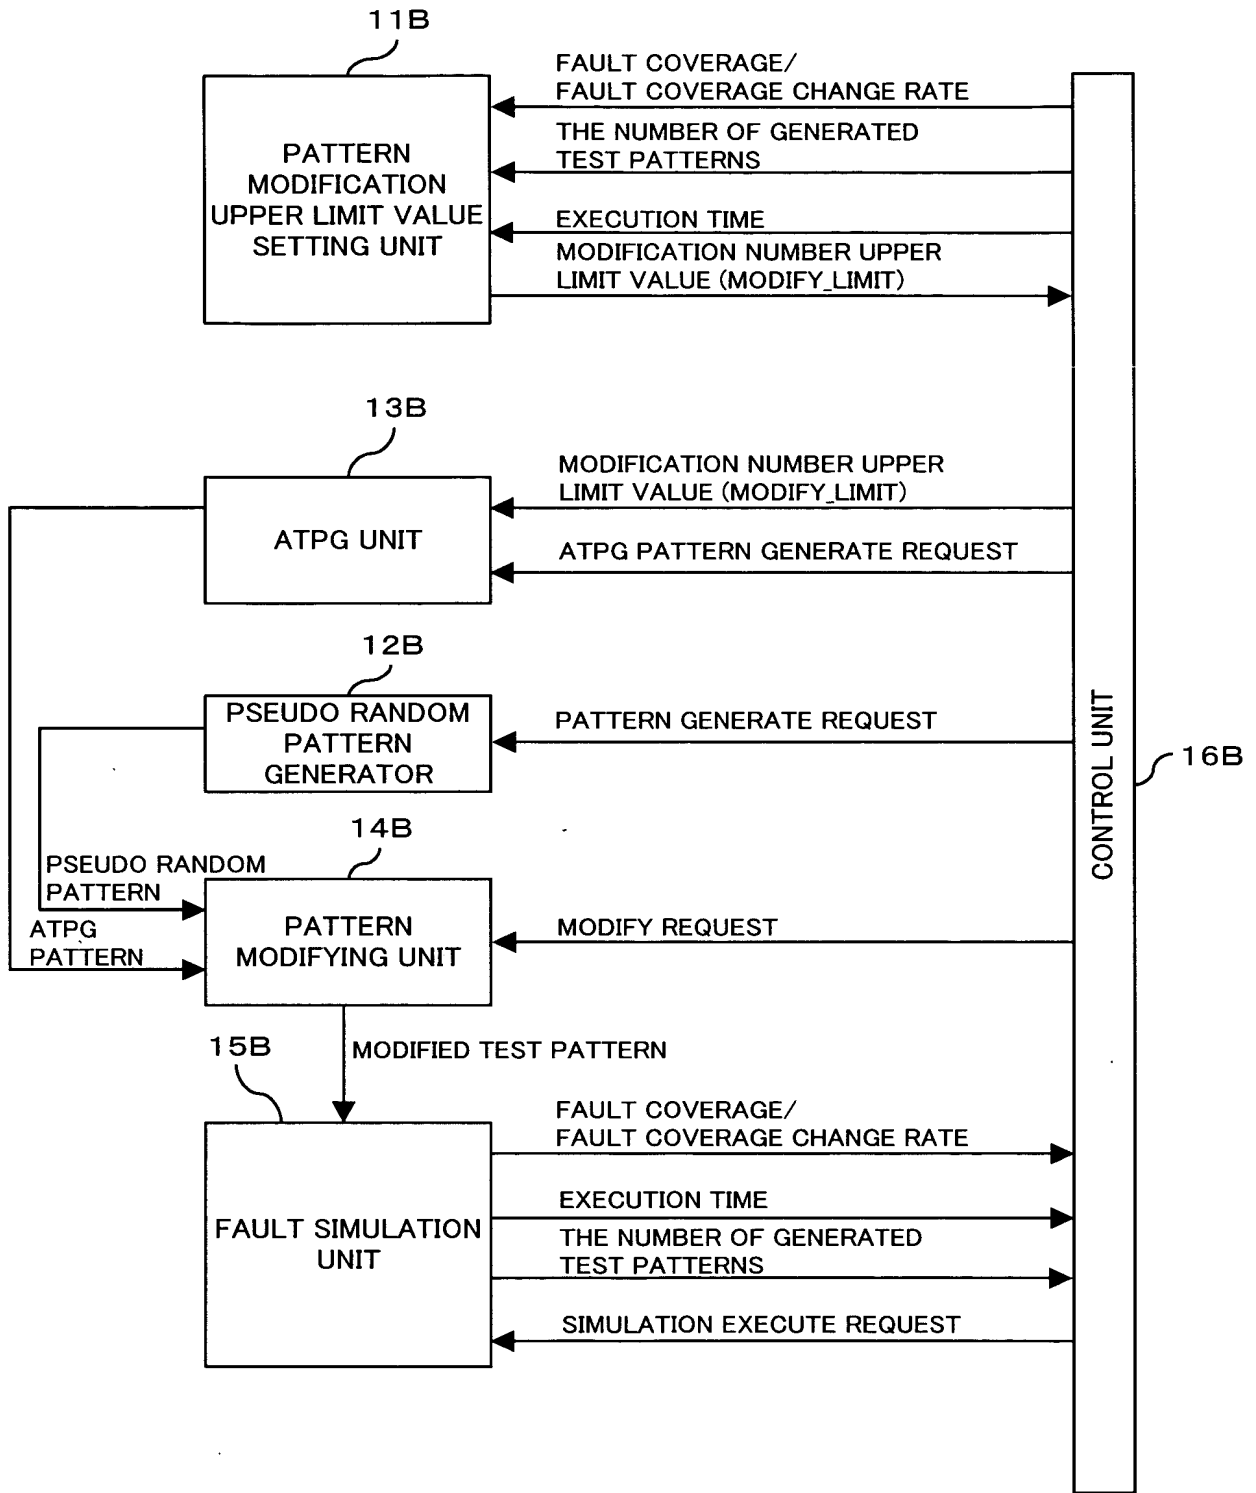 11B
FAULT COVERAGE/
FAULT COVERAGE CHANGE RATE
THE NUMBER OF GENERATED
TEST PATTERNS
PATTERN
MODIFICATION
UPPER LIMIT VALUE
SETTING UNIT
EXECUTION TIME
MODIFICATION NUMBER UPPER
LIMIT VALUE (MODIFY_LIMIT)
13B
MODIFICATION NUMBER UPPER
LIMIT VALUE (MODIFY_LIMIT)
ATPG UNIT
ATPG PATTERN GENERATE REQUEST
12B
PSEUDO RANDOM
PATTERN
GENERATOR
PATTERN GENERATE REQUEST
CONTROL UNIT
16B
14B
PSEUDO RANDOM
PATTERN
ATPG
PATTERN
PATTERN
MODIFYING UNIT
MODIFY REQUEST
15B
MODIFIED TEST PATTERN
FAULT COVERAGE/
FAULT COVERAGE CHANGE RATE
FAULT SIMULATION
UNIT
EXECUTION TIME
THE NUMBER OF GENERATED
TEST PATTERNS
SIMULATION EXECUTE REQUEST